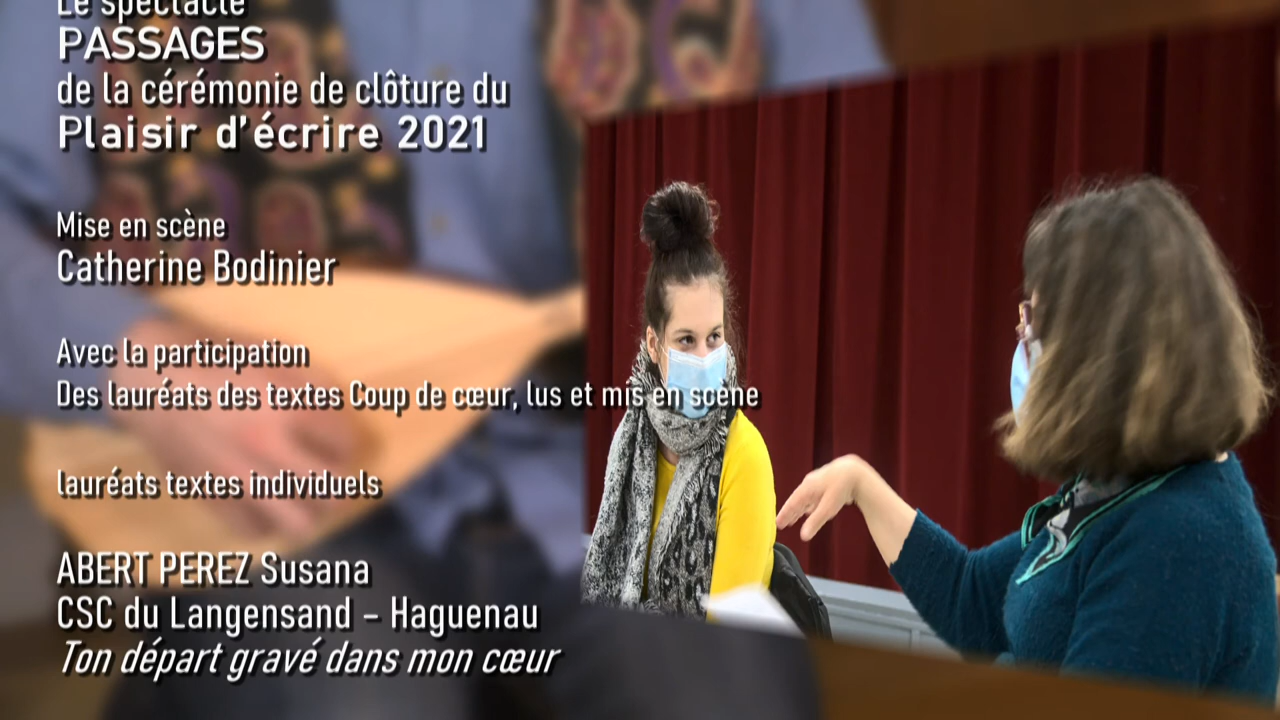 Le spectacle
PASSAGES
de la cérémonie de clôture du
Plaisir d'écrire 2021
Mise en scène
Catherine Bodinier
Avec la participation
Des lauréats des textes Coup de cœur, lus et mis en scène
lauréats textes individuels
ABERT PEREZ Susana
CSC du Langensand – Haguenau
Ton départ gravé dans mon cœur